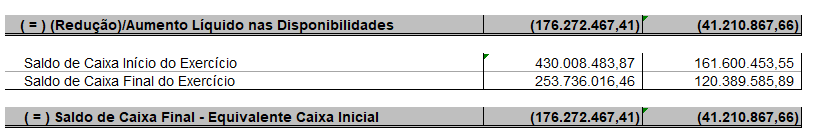 ( = ) (Redução)/Aumento Líquido nas Disponibilidades (176.272.467,41) (41.210.867,66)
Saldo de Caixa Início do Exercício 430.008.483,87 161.600.453,55
Saldo de Caixa Final do Exercício 253.736.016,46 120.389.585,89
( = ) Saldo de Caixa Final - Equivalente Caixa Inicial (176.272.467,41) (41.210.867,66)